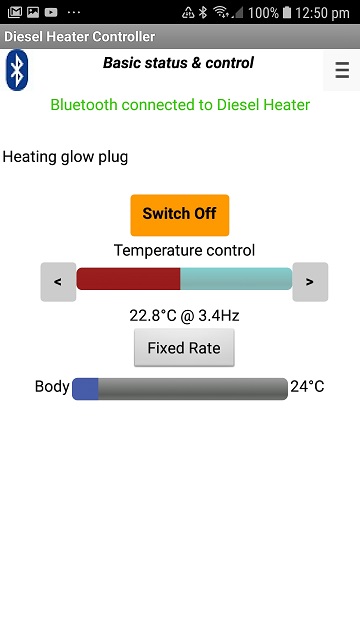 100% 12:50 pm
Diesel Heater Controller
Basic status & control
Bluetooth connected to Diesel Heater
Heating glow plug
Switch Off
Temperature control
< >
22.8°C @ 3.4Hz
Fixed Rate
Body 24°C